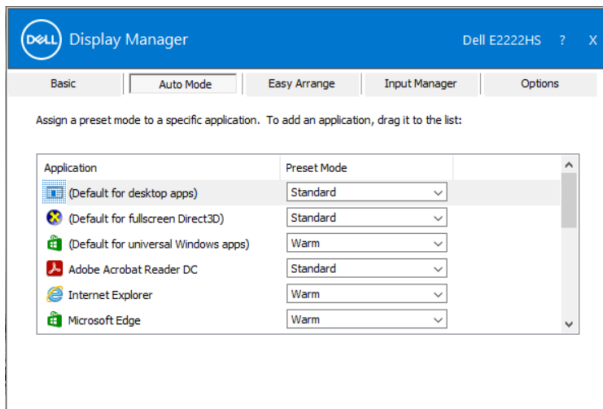 DELL Display Manager Dell E2222HS ? X
Basic Auto Mode Easy Arrange Input Manager Options
Assign a preset mode to a specific application. To add an application, drag it to the list:
Application Preset Mode
(Default for desktop apps) Standard
(Default for fullscreen Direct3D) Standard
(Default for universal Windows apps) Warm
Adobe Acrobat Reader DC Standard
Internet Explorer Warm
Microsoft Edge Warm